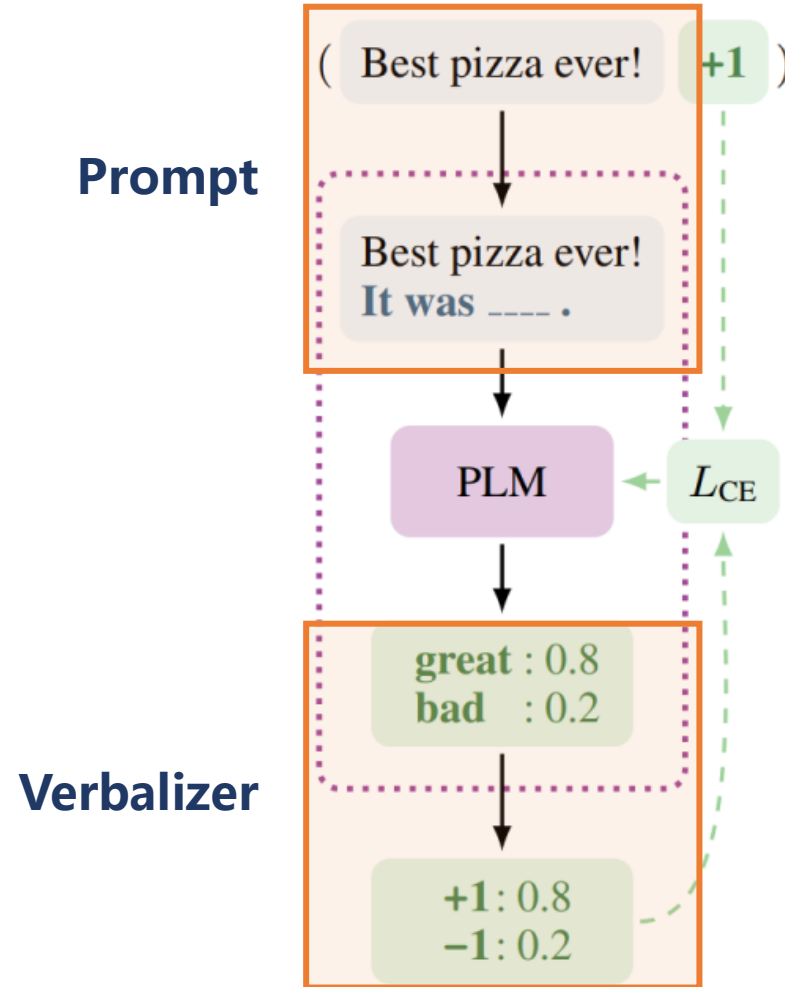 ( Best pizza ever! +1 )
Prompt
Best pizza ever!
It was ____ .
PLM
L_CE
great : 0.8
bad : 0.2
Verbalizer
+1 : 0.8
−1 : 0.2